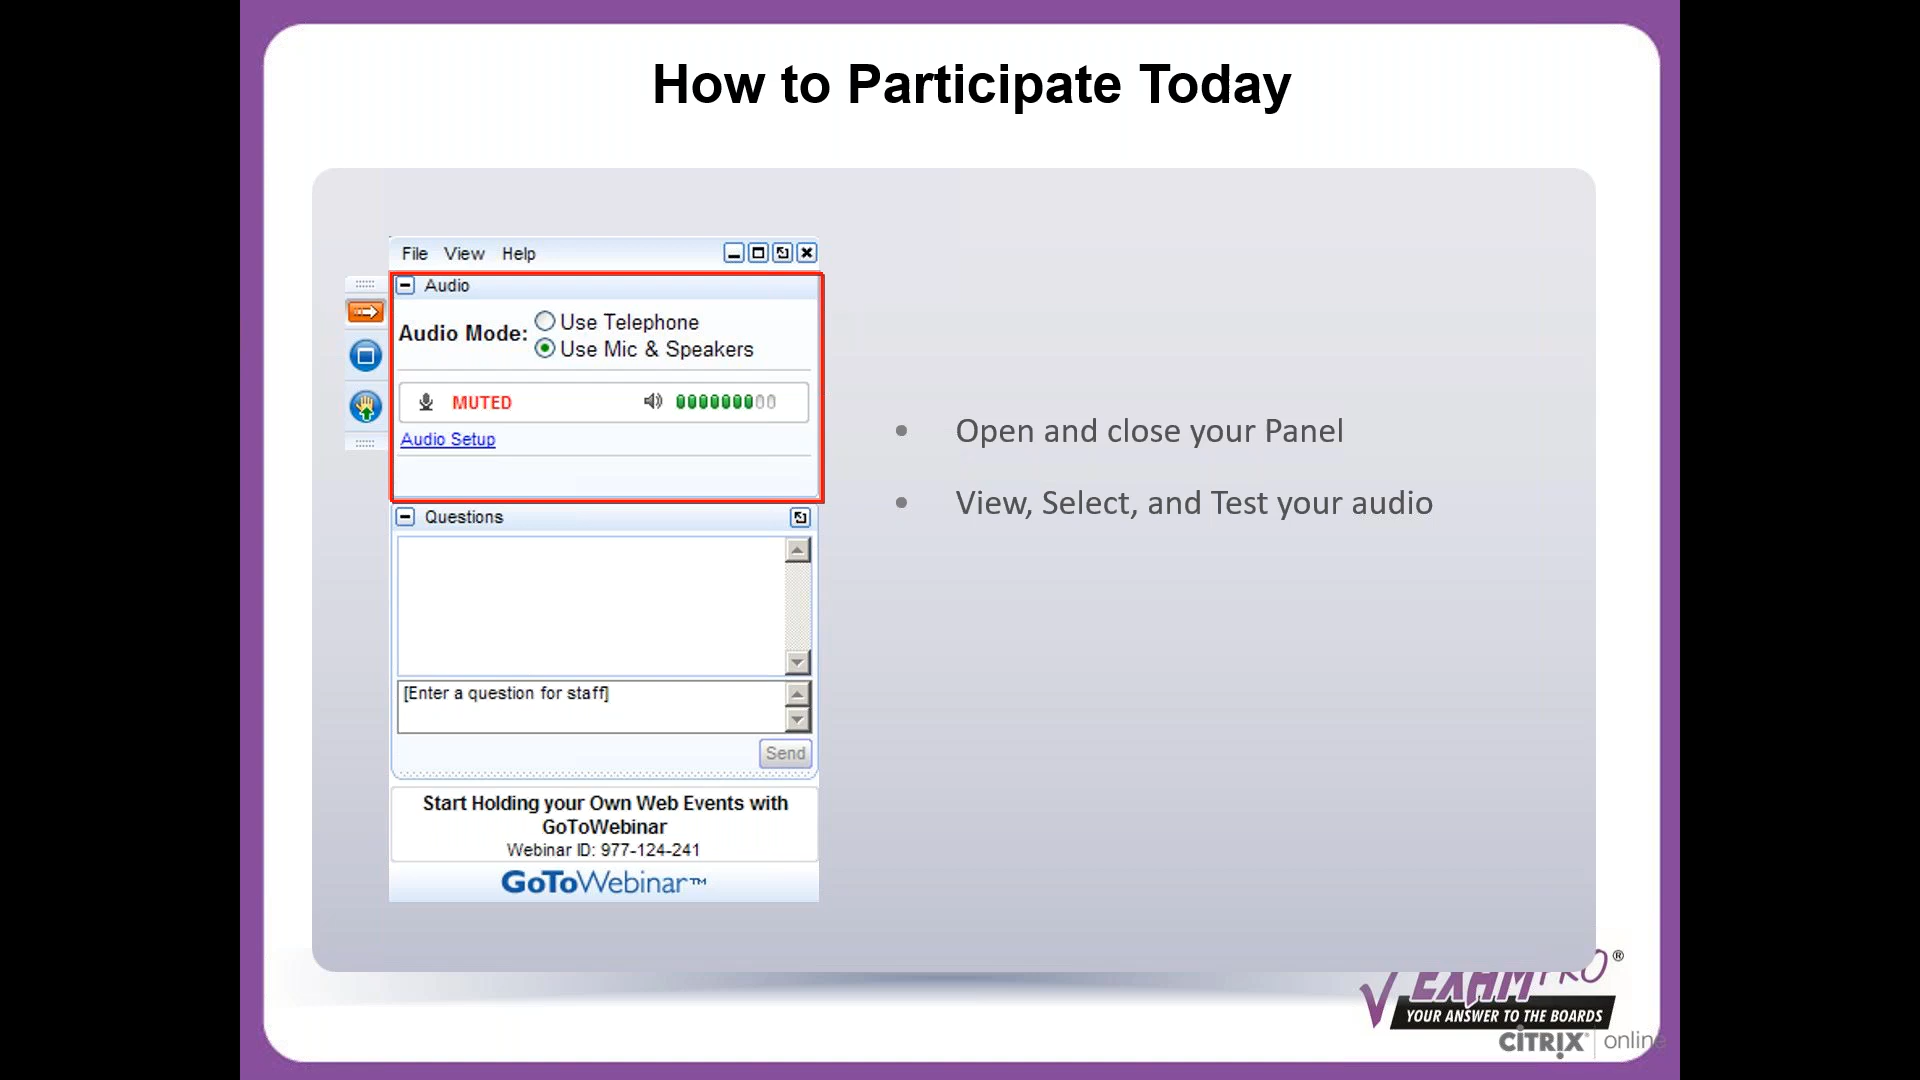 How to Participate Today
File View Help
Audio
Audio Mode:
Use Telephone
Use Mic & Speakers
MUTED
Audio Setup
Questions
[Enter a question for staff]
Send
Start Holding your Own Web Events with
GoToWebinar
Webinar ID: 977-124-241
GoToWebinar™
• Open and close your Panel
• View, Select, and Test your audio
EXAMPRO®
YOUR ANSWER TO THE BOARDS
CITRIX® online